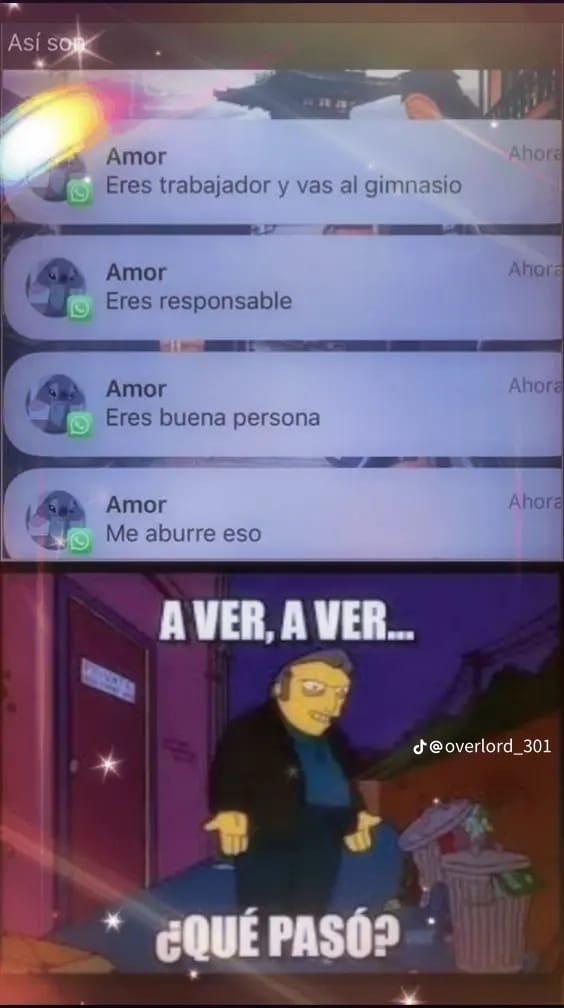 Así son
Amor
Ahora
Eres trabajador y vas al gimnasio
Amor
Ahora
Eres responsable
Amor
Ahora
Eres buena persona
Amor
Ahora
Me aburre eso
A VER, A VER...
@overlord_301
¿QUÉ PASÓ?